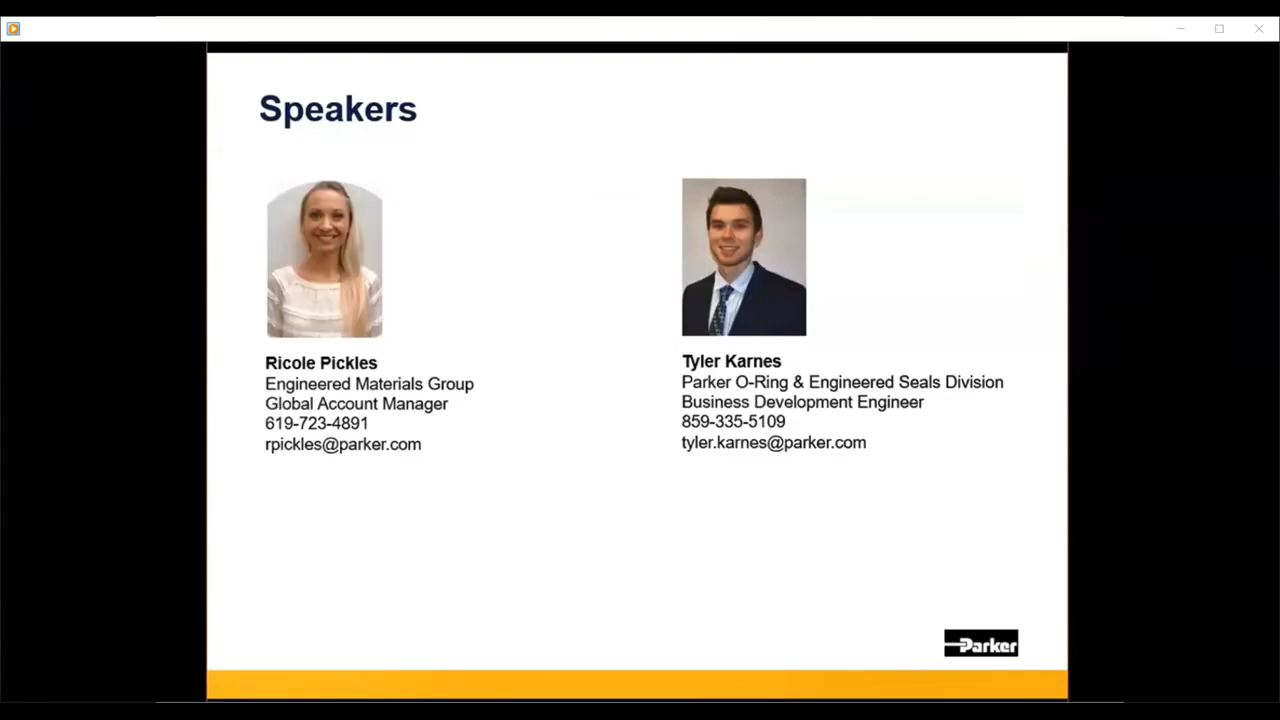 Speakers
Ricole Pickles
Engineered Materials Group
Global Account Manager
619-723-4891
rpickles@parker.com
Tyler Karnes
Parker O-Ring & Engineered Seals Division
Business Development Engineer
859-335-5109
tyler.karnes@parker.com
Parker